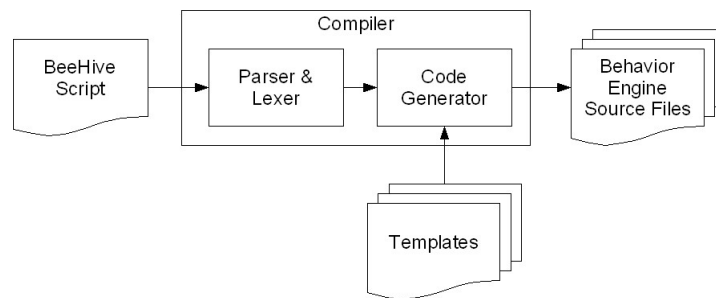 Compiler
BeeHive
Script
Parser &
Lexer
Code
Generator
Behavior
Engine
Source Files
Templates